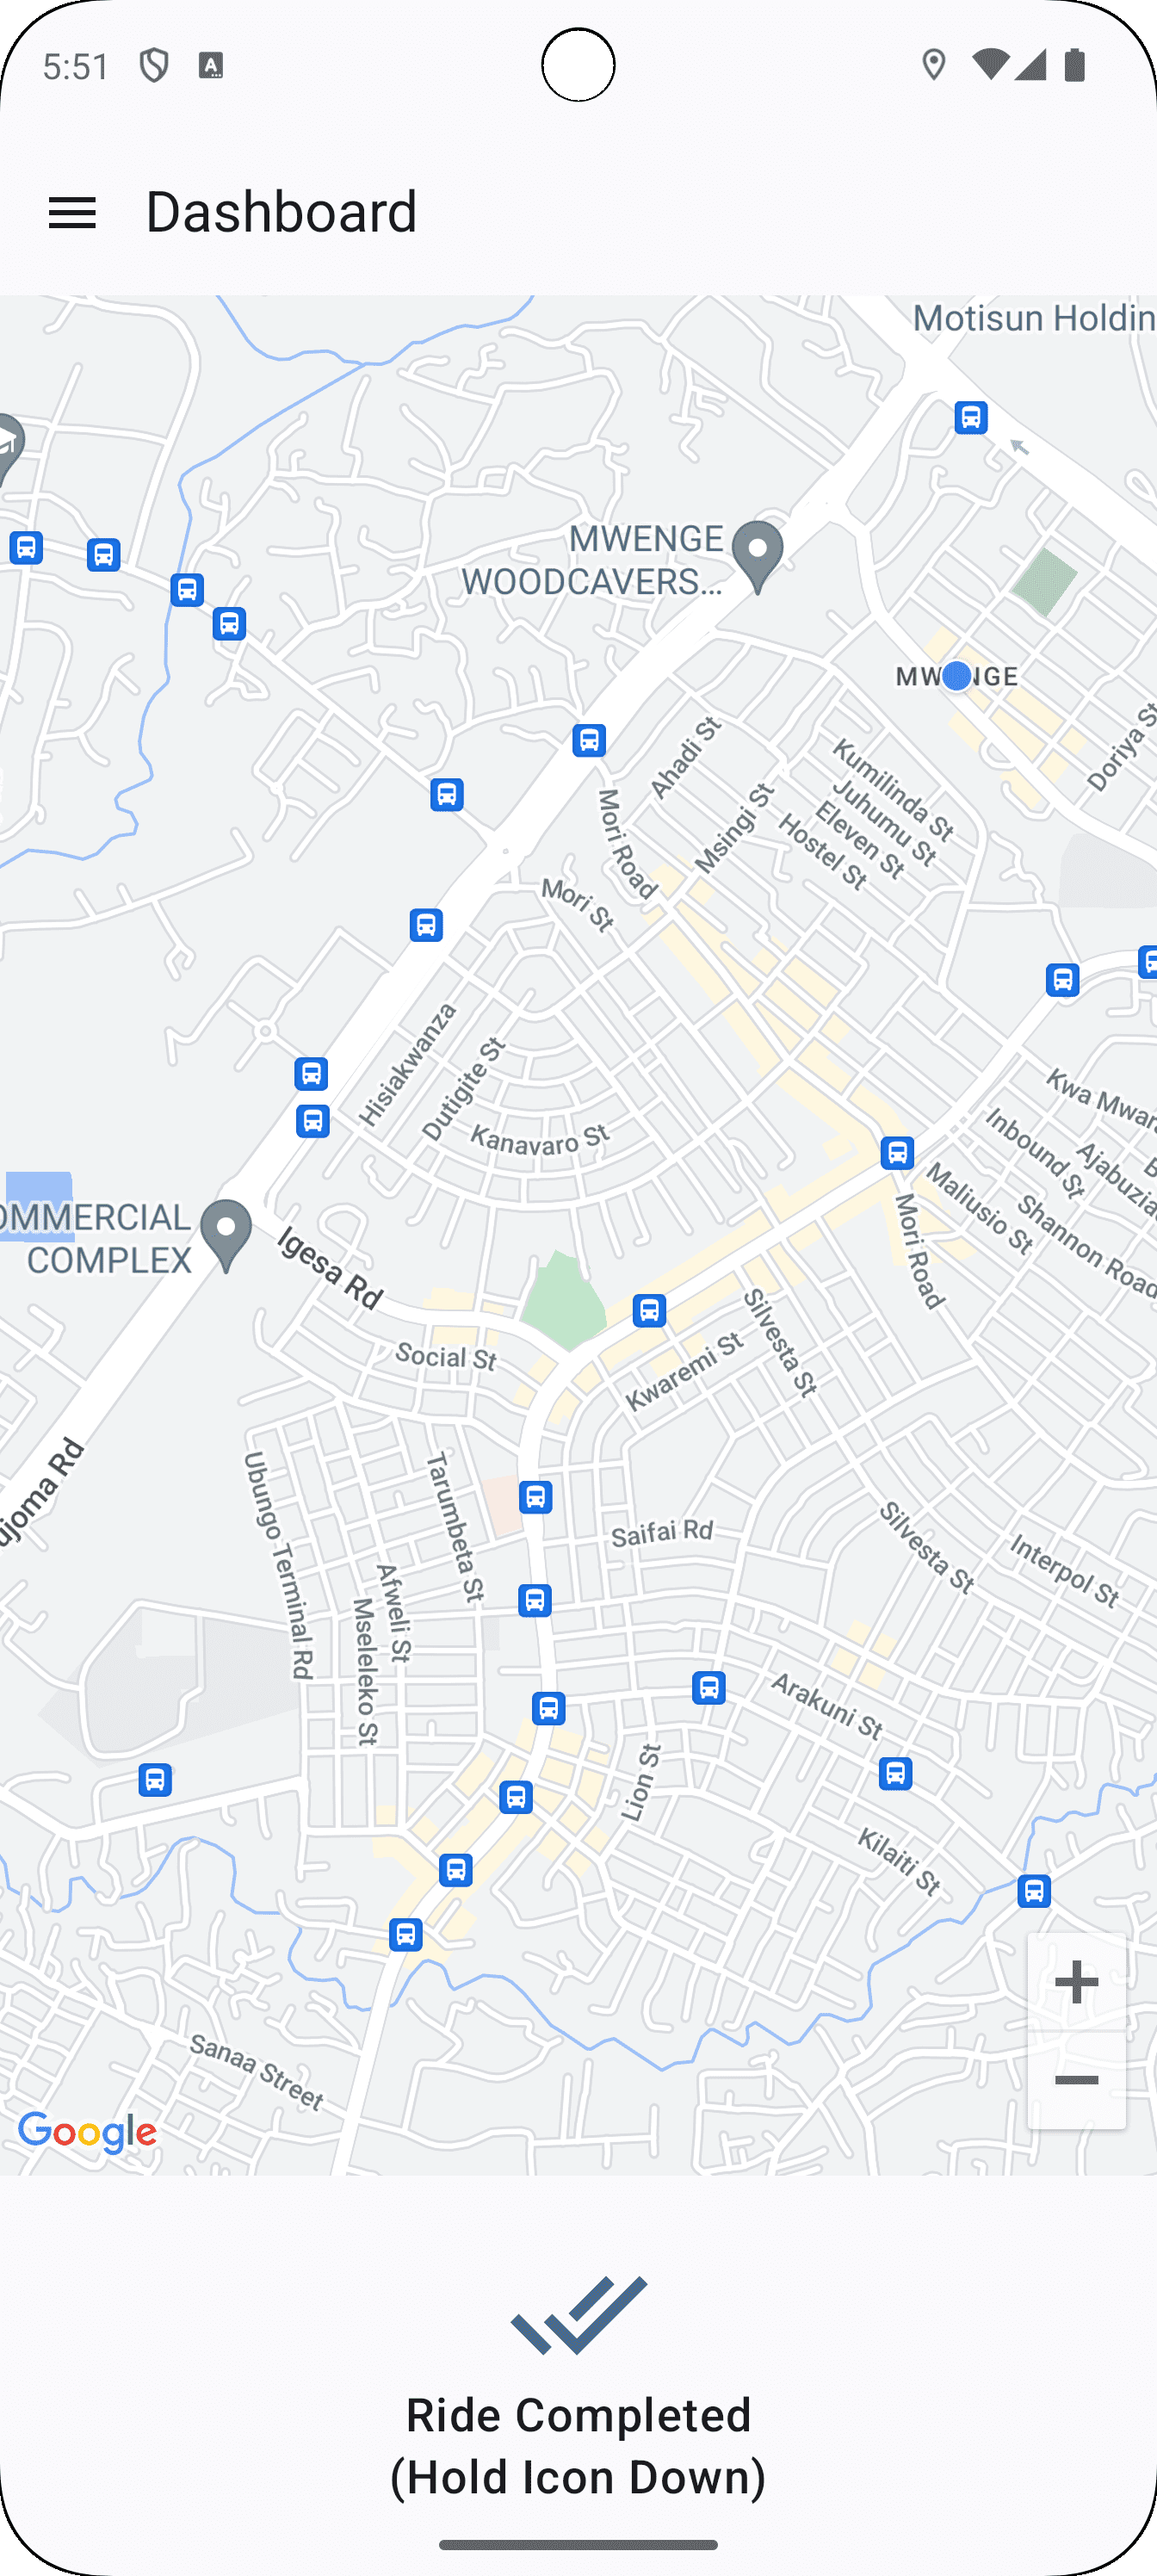 5:51
A
Dashboard
Motisun Holdin
MWENGE
WOODCAVERS...
MWENGE
Doriya St
Ahadi St
Kumilinda St
Juhumu St
Eleven St
Hostel St
Msingi St
Mori Road
Mori St
Hisiakwanza
Dutigite St
Kanavaro St
Kwa Mwar
Inbound St
Ajabuzia
Maliusio St
Shannon Road
Mori Road
OMMERCIAL
COMPLEX
Igesa Rd
Social St
Silvesta St
Kwaremi St
ujoma Rd
Ubungo Terminal Rd
Tarumbeta St
Saifai Rd
Silvesta St
Interpol St
Afweli St
Mseleleko St
Arakuni St
Lion St
Kilaiti St
Sanaa Street
Google
Ride Completed
(Hold Icon Down)